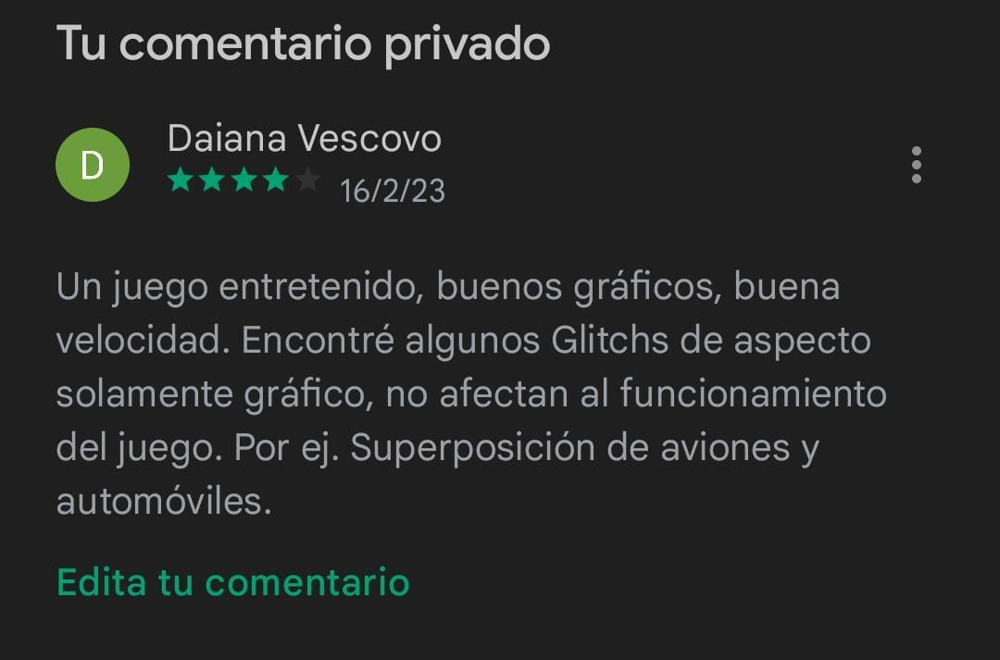 Tu comentario privado
D
Daiana Vescovo
16/2/23
Un juego entretenido, buenos gráficos, buena
velocidad. Encontré algunos Glitchs de aspecto
solamente gráfico, no afectan al funcionamiento
del juego. Por ej. Superposición de aviones y
automóviles.
Edita tu comentario